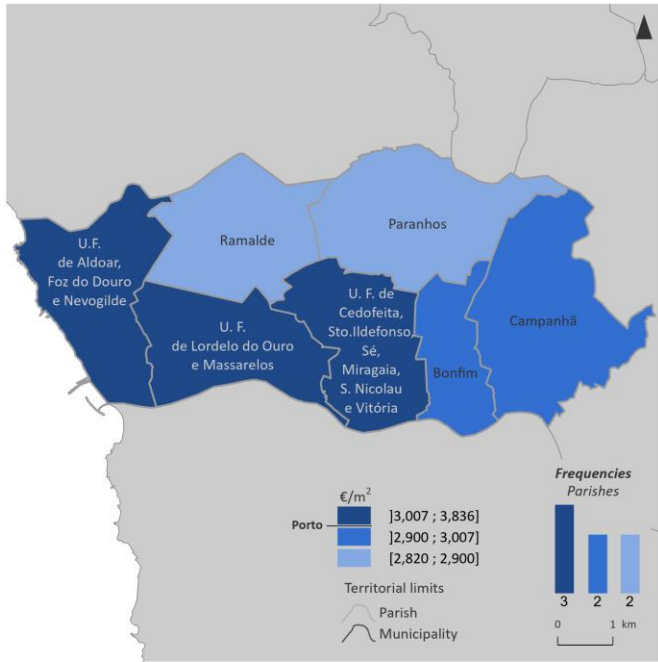 U.F.
de Aldoar,
Foz do Douro
e Nevogilde
Ramalde
Paranhos
U. F.
de Lordelo do Ouro
e Massarelos
U. F. de
Cedofeita,
Sto.Ildefonso,
Sé,
Miragaia,
S. Nicolau
e Vitória
Bonfim
Campanhã
€/m²
Porto
]3,007 ; 3,836]
]2,900 ; 3,007]
[2,820 ; 2,900]
Territorial limits
Parish
Municipality
Frequencies
Parishes
3 2 2
0 1 km